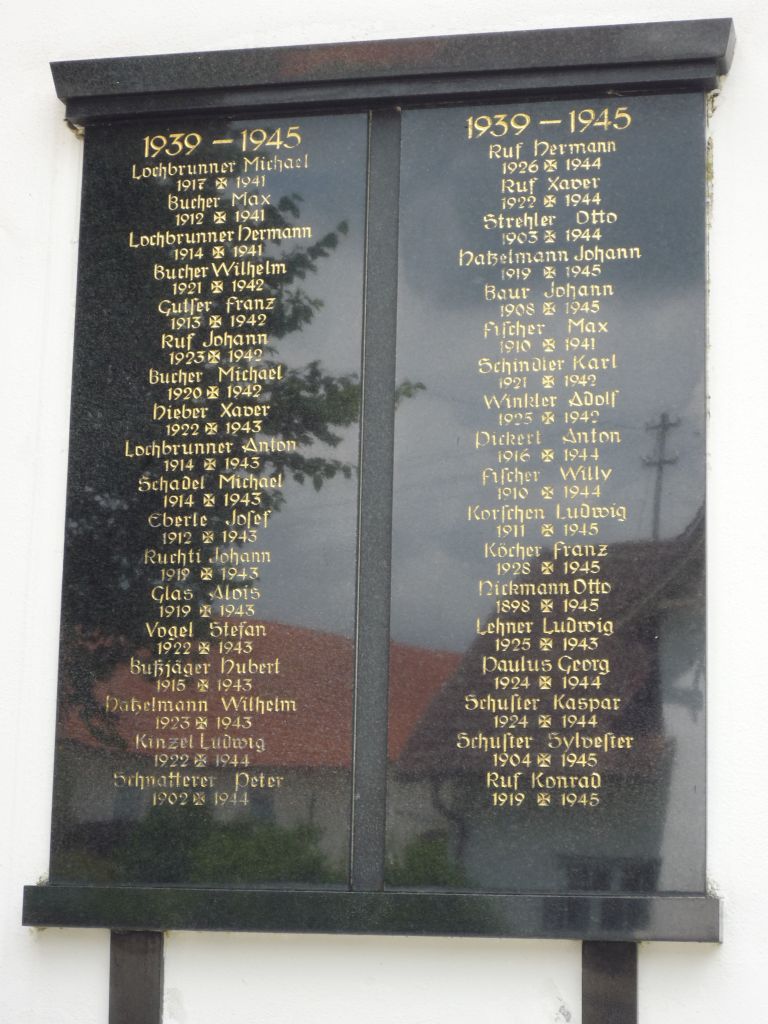 1939 – 1945
Lochbrunner Michael
1917 ✠ 1941
Bucher Max
1912 ✠ 1941
Lochbrunner Hermann
1914 ✠ 1941
Bucher Wilhelm
1921 ✠ 1942
Gutser Franz
1913 ✠ 1942
Ruf Johann
1923 ✠ 1942
Bucher Michael
1920 ✠ 1942
Hieber Xaver
1922 ✠ 1943
Lochbrunner Anton
1914 ✠ 1943
Schadel Michael
1914 ✠ 1943
Eberle Josef
1912 ✠ 1943
Ruchti Johann
1912 ✠ 1943
Glas Alois
1919 ✠ 1943
Vogel Stefan
1922 ✠ 1943
Bußjäger Hubert
1915 ✠ 1943
Hatzelmann Wilhelm
1923 ✠ 1943
Kinzel Ludwig
1922 ✠ 1944
Schnatterer Peter
1902 ✠ 1944
1939 – 1945
Ruf Hermann
1926 ✠ 1944
Ruf Xaver
1922 ✠ 1944
Strehler Otto
1903 ✠ 1944
Hatzelmann Johann
1919 ✠ 1945
Baur Johann
1908 ✠ 1945
Fischer Max
1910 ✠ 1941
Schindler Karl
1921 ✠ 1942
Winkler Adolf
1925 ✠ 1942
Pickert Anton
1916 ✠ 1944
Fischer Willy
1910 ✠ 1944
Korschen Ludwig
1911 ✠ 1945
Köcher Franz
1928 ✠ 1945
Nickmann Otto
1898 ✠ 1945
Lehner Ludwig
1925 ✠ 1943
Paulus Georg
1924 ✠ 1944
Schuster Kaspar
1924 ✠ 1944
Schuster Sylvester
1904 ✠ 1945
Ruf Konrad
1919 ✠ 1945